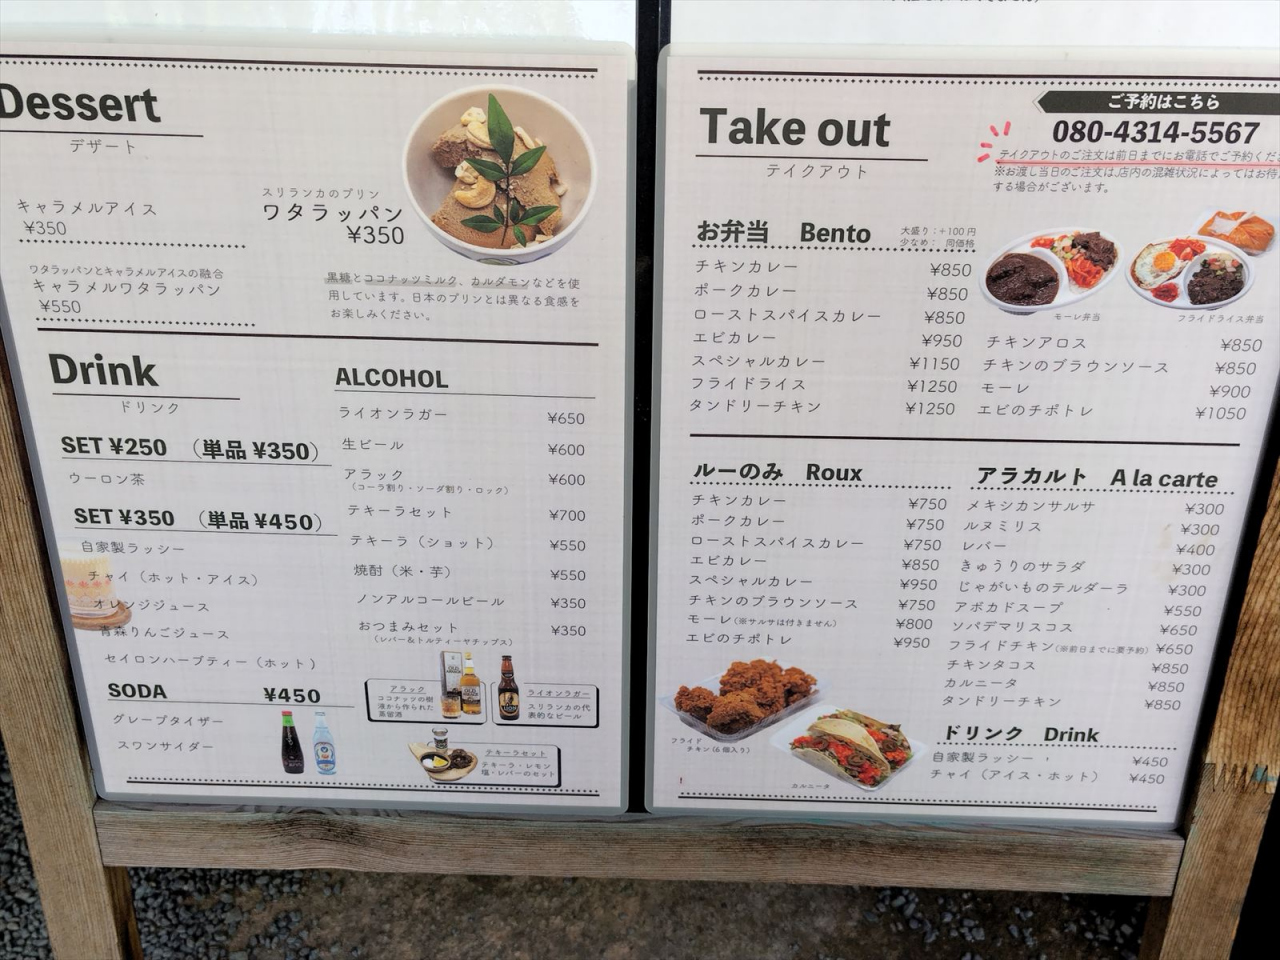 Dessert
デザート
キャラメルアイス
¥350
スリランカのプリン
ワタラッパン
¥350
ワタラッパンとキャラメルアイスの融合
キャラメルワタラッパン
¥550
黒糖とココナッツミルク、カルダモンなどを使
用しています。日本のプリンとは異なる食感を
お楽しみください。
Drink
ドリンク
SET ¥250 （単品 ¥350）
ウーロン茶
SET ¥350 （単品 ¥450）
自家製ラッシー
チャイ（ホット・アイス）
オレンジジュース
青森りんごジュース
セイロンハーブティー（ホット）
SODA ¥450
グレープタイザー
スワンサイダー
ALCOHOL
ライオンラガー ¥650
生ビール ¥600
アラック ¥600
（コーラ割り・ソーダ割り・ロック）
テキーラセット ¥700
テキーラ（ショット） ¥550
焼酎（米・芋） ¥550
ノンアルコールビール ¥350
おつまみセット ¥350
（レバー＆トルティーヤチップス）
アラック
ココナッツの樹
液から作られた
蒸留酒
ライオンラガー
スリランカの代
表的なビール
テキーラセット
テキーラ・レモン
塩・レバーのセット
Take out
テイクアウト
ご予約はこちら
080-4314-5567
テイクアウトのご注文は前日までにお電話でご予約くだ
※お渡し当日のご注文は、店内の混雑状況によってはお待
する場合がございます。
お弁当 Bento
大盛り：+100円
少なめ： 同価格
チキンカレー ¥850
ポークカレー ¥850
ローストスパイスカレー ¥850
エビカレー ¥950
スペシャルカレー ¥1150
フライドライス ¥1250
タンドリーチキン ¥1250
モーレ弁当
フライドライス弁当
チキンアロス ¥850
チキンのブラウンソース ¥850
モーレ ¥900
エビのチポトレ ¥1050
ルーのみ Roux
チキンカレー ¥750
ポークカレー ¥750
ローストスパイスカレー ¥750
エビカレー ¥850
スペシャルカレー ¥950
チキンのブラウンソース ¥750
モーレ（※サルサは付きません） ¥800
エビのチポトレ ¥950
フライド
チキン（6個入り）
カルニータ
アラカルト A la carte
メキシカンサルサ ¥300
ルヌミリス ¥300
レバー ¥400
きゅうりのサラダ ¥300
じゃがいものテルダーラ ¥300
アボカドスープ ¥550
ソパデマリスコス ¥650
フライドチキン（※前日までに要予約） ¥650
チキンタコス ¥850
カルニータ ¥850
タンドリーチキン ¥850
ドリンク Drink
自家製ラッシー ¥450
チャイ（アイス・ホット） ¥450